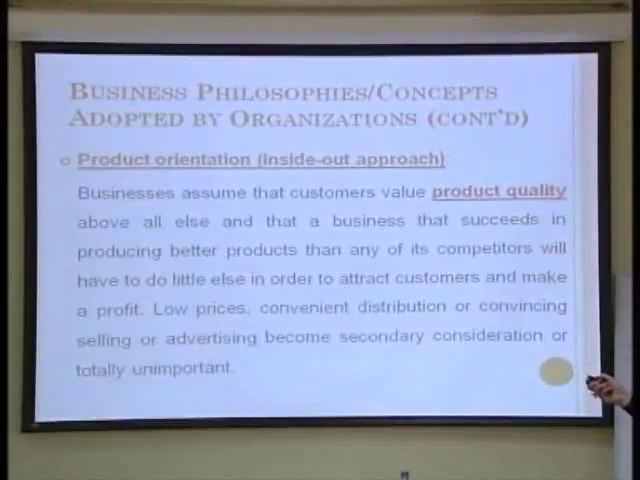 BUSINESS PHILOSOPHIES/CONCEPTS
ADOPTED BY ORGANIZATIONS (CONT'D)
Product orientation (inside-out approach)
Businesses assume that customers value product quality
above all else and that a business that succeeds in
producing better products than any of its competitors will
have to do little else in order to attract customers and make
a profit. Low prices, convenient distribution or convincing
selling or advertising become secondary consideration or
totally unimportant.